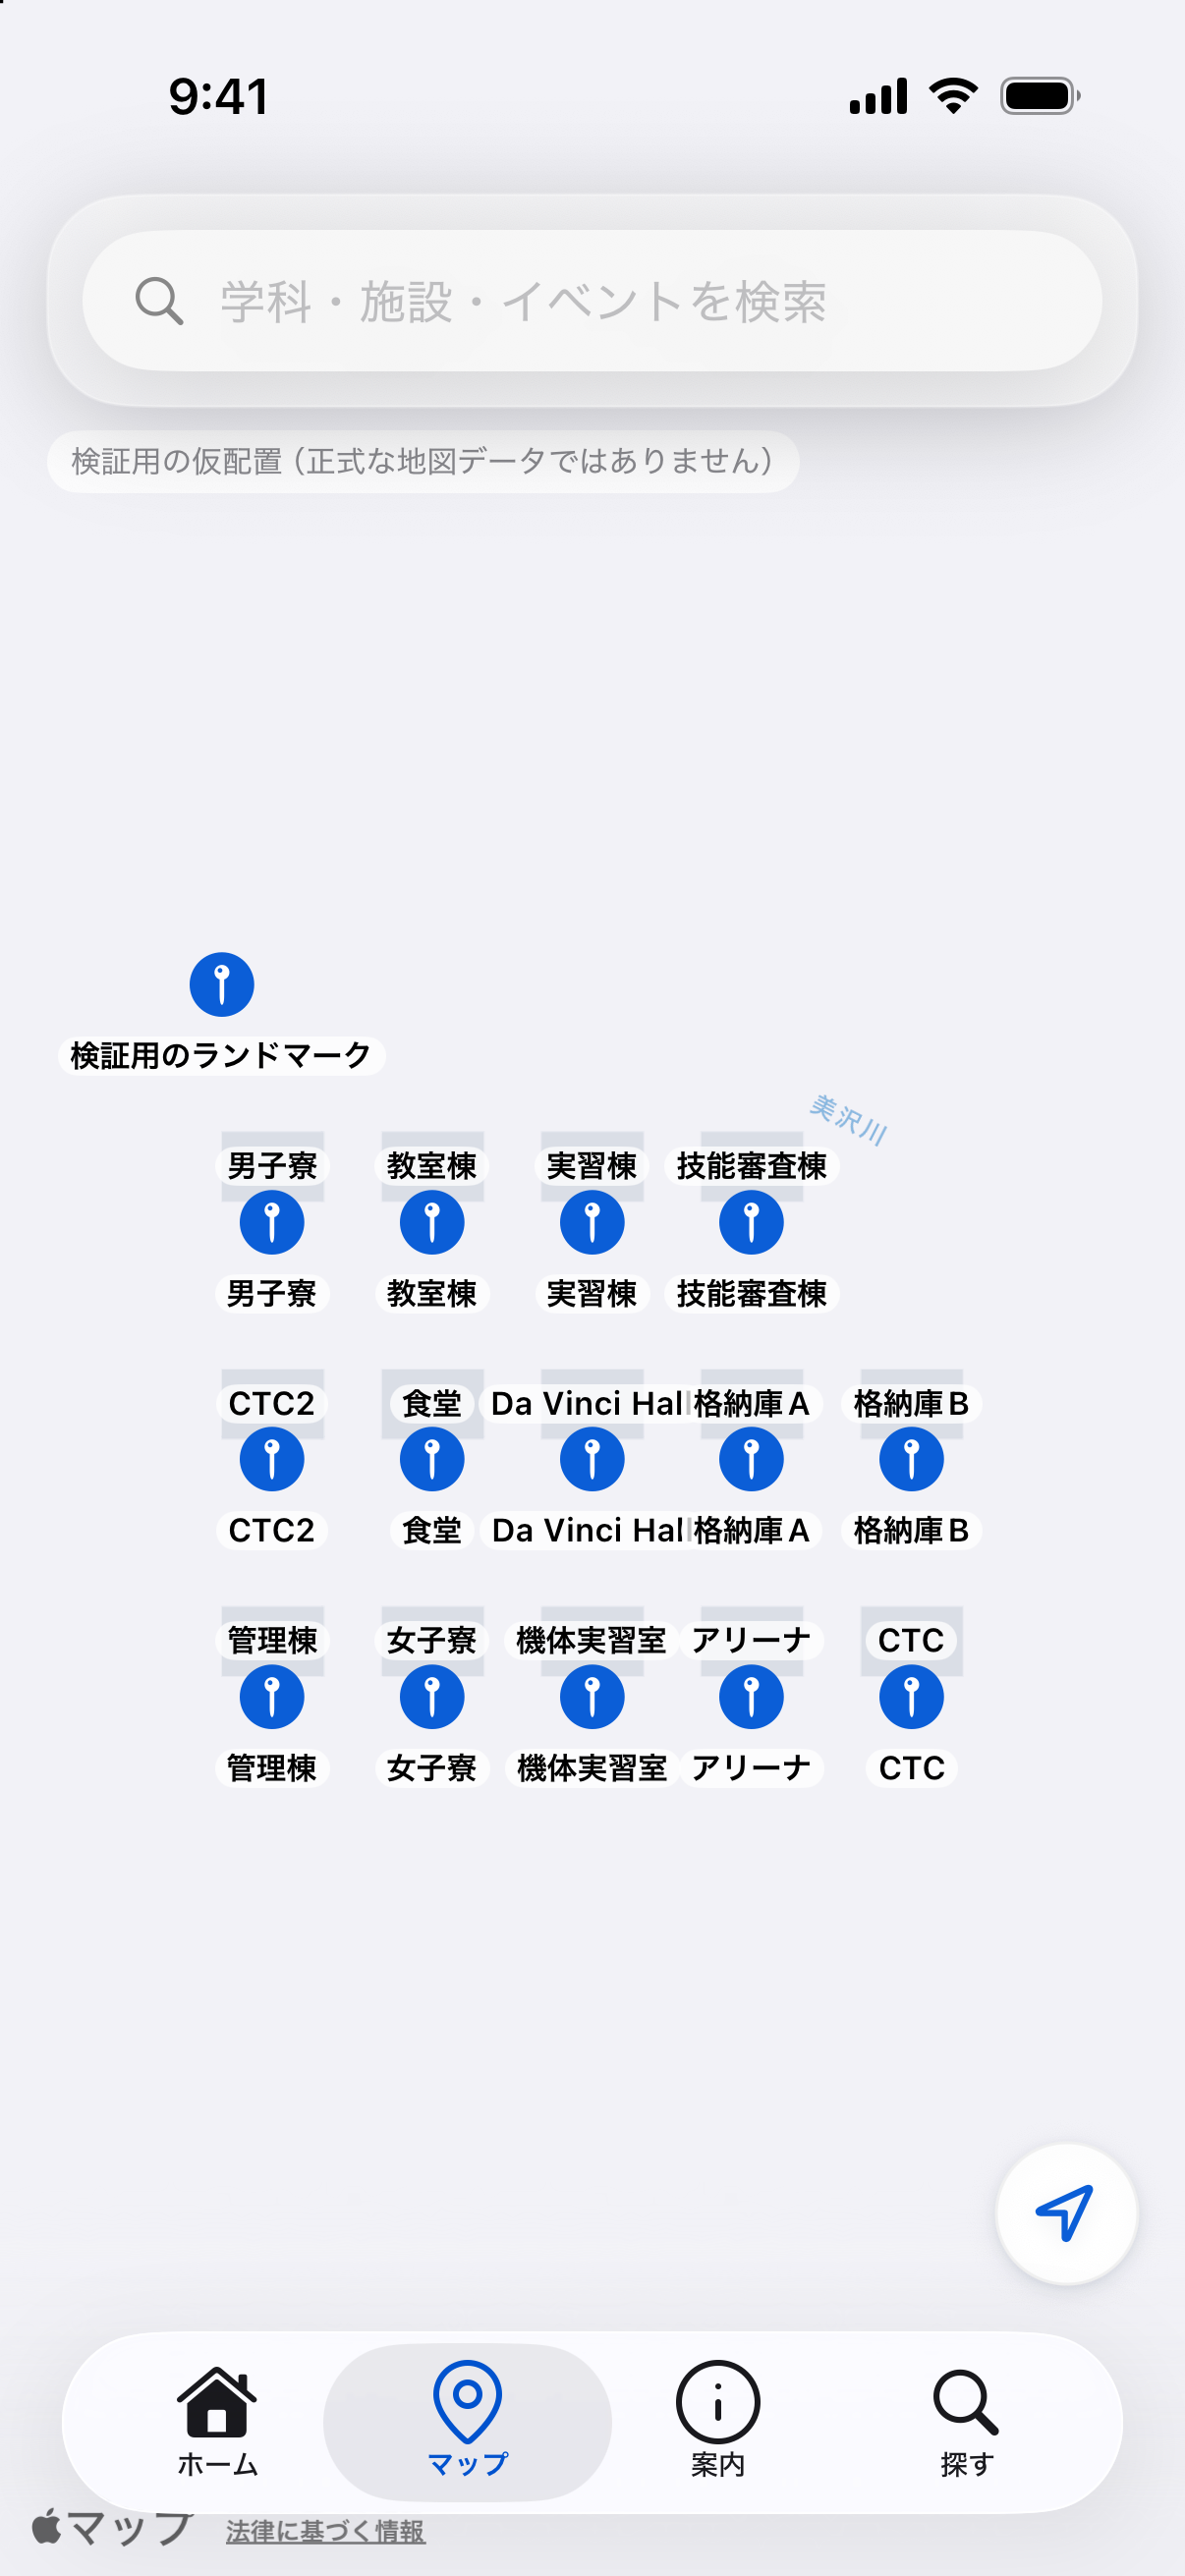 9:41
学科・施設・イベントを検索
検証用の仮配置（正式な地図データではありません）
検証用のランドマーク
美沢川
男子寮 教室棟 実習棟 技能審査棟
男子寮 教室棟 実習棟 技能審査棟
CTC2 食堂 Da Vinci Hall 格納庫 A 格納庫 B
CTC2 食堂 Da Vinci Hall 格納庫 A 格納庫 B
管理棟 女子寮 機体実習室 アリーナ CTC
管理棟 女子寮 機体実習室 アリーナ CTC
ホーム マップ 案内 探す
マップ 法律に基づく情報